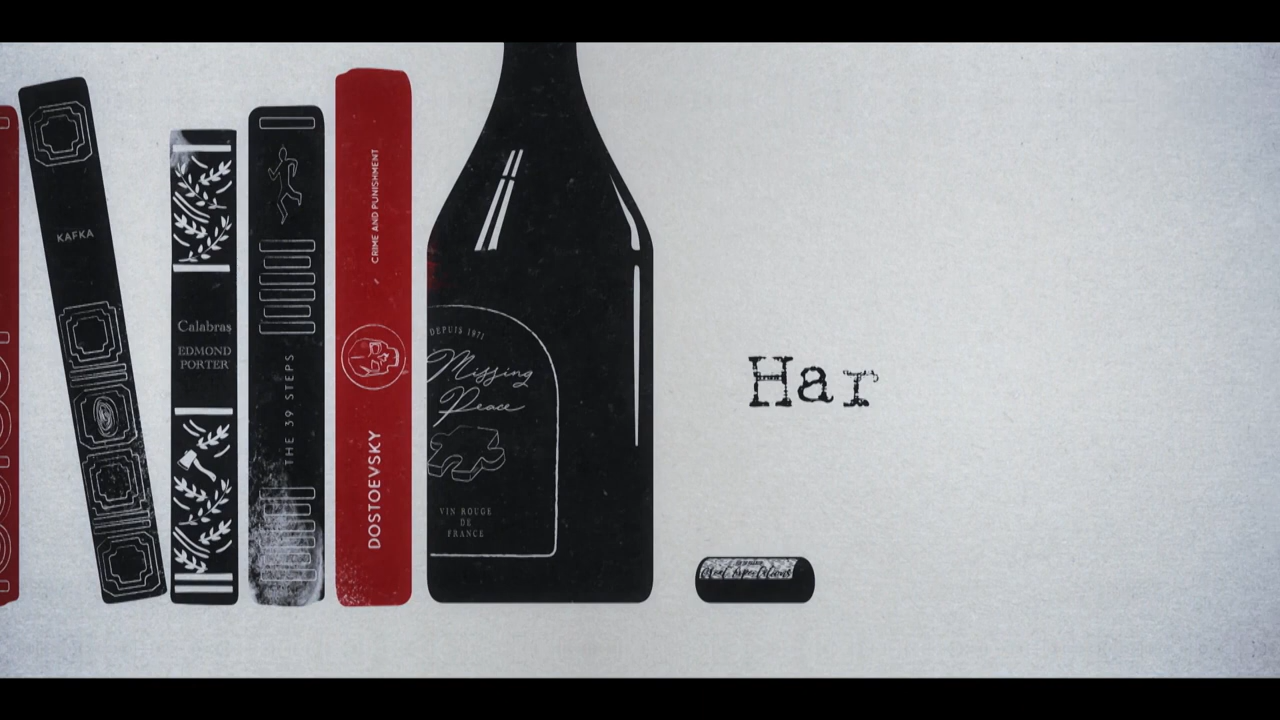 KAFKA
Calabras
EDMOND
PORTER
THE 39 STEPS
CRIME AND PUNISHMENT
DOSTOEVSKY
DEPUIS 1971
Missing
Peace
VIN ROUGE
DE
FRANCE
Har